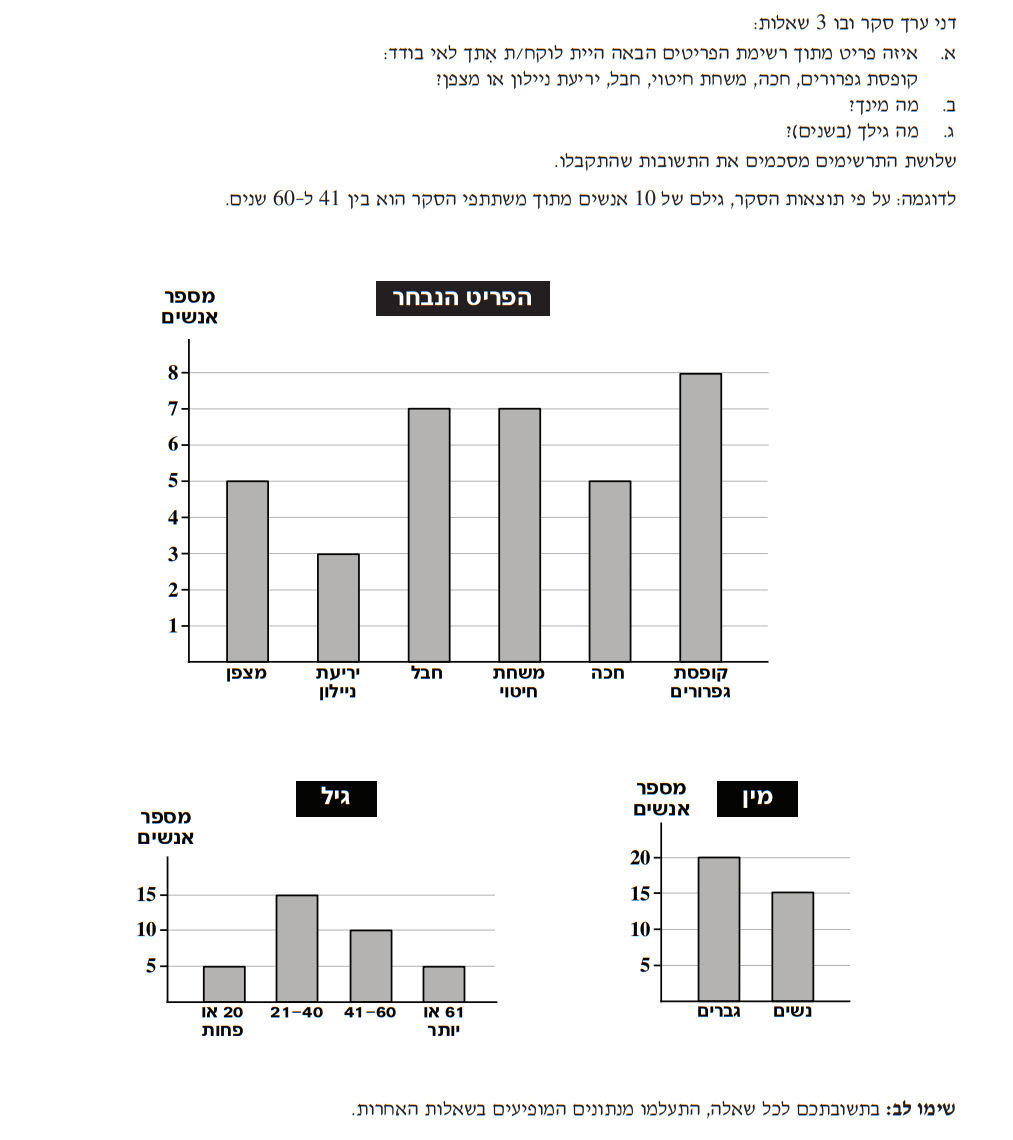 דני ערך סקר ובו 3 שאלות:
א. איזה פריט מתוך רשימת הפריטים הבאה היית לוקח/ת אִתך לאי בודד:
קופסת גפרורים, חכה, משחת חיטוי, חבל, יריעת ניילון או מצפן?
ב. מה מינך?
ג. מה גילך (בשנים)?
שלושת התרשימים מסכמים את התשובות שהתקבלו.
לדוגמה: על פי תוצאות הסקר, גילם של 10 אנשים מתוך משתתפי הסקר הוא בין 41 ל-60 שנים.
הפריט הנבחר
מספר
אנשים
8
7
6
5
4
3
2
1
קופסת גפרורים
חכה
משחת חיטוי
חבל
יריעת ניילון
מצפן
מין
מספר
אנשים
20
15
10
5
גברים
נשים
גיל
מספר
אנשים
15
10
5
20 או פחות
21–40
41–60
61 או יותר
שימו לב: בתשובתכם לכל שאלה, התעלמו מנתונים המופיעים בשאלות האחרות.